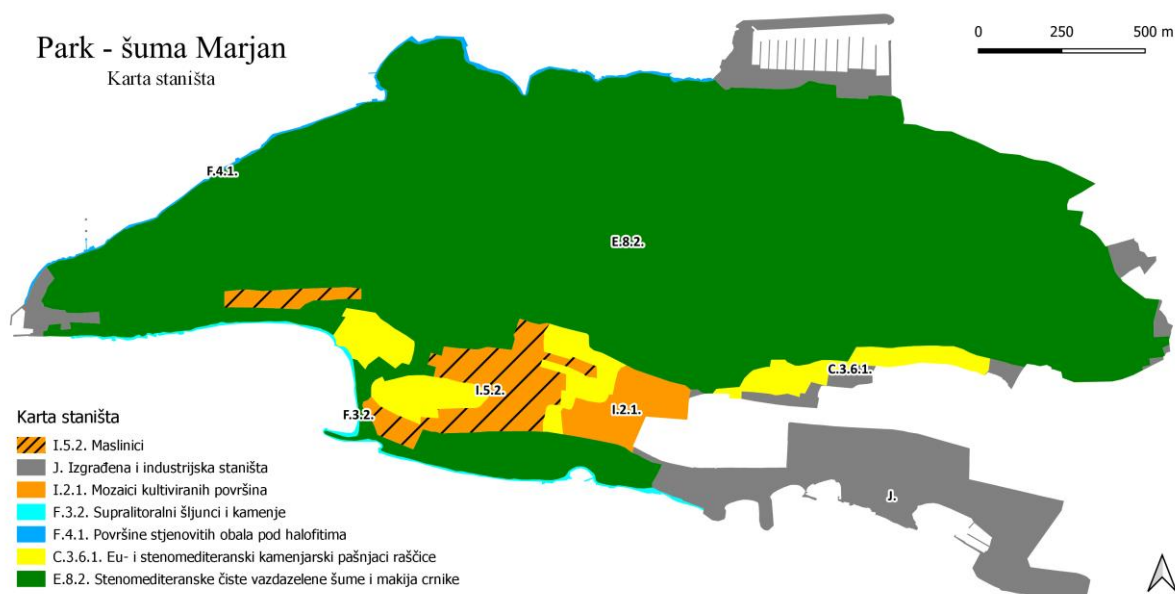 Park - šuma Marjan
Karta staništa
0 250 500 m
F.4.1.
E.8.2.
C.3.6.1.
I.5.2.
I.2.1.
F.3.2.
J.
Karta staništa
I.5.2. Maslinici
J. Izgrađena i industrijska staništa
I.2.1. Mozaici kultiviranih površina
F.3.2. Supralitoralni šljunci i kamenje
F.4.1. Površine stjenovitih obala pod halofitima
C.3.6.1. Eu- i stenomediteranski kamenjarski pašnjaci raščice
E.8.2. Stenomediteranske čiste vazdazelene šume i makija crnike